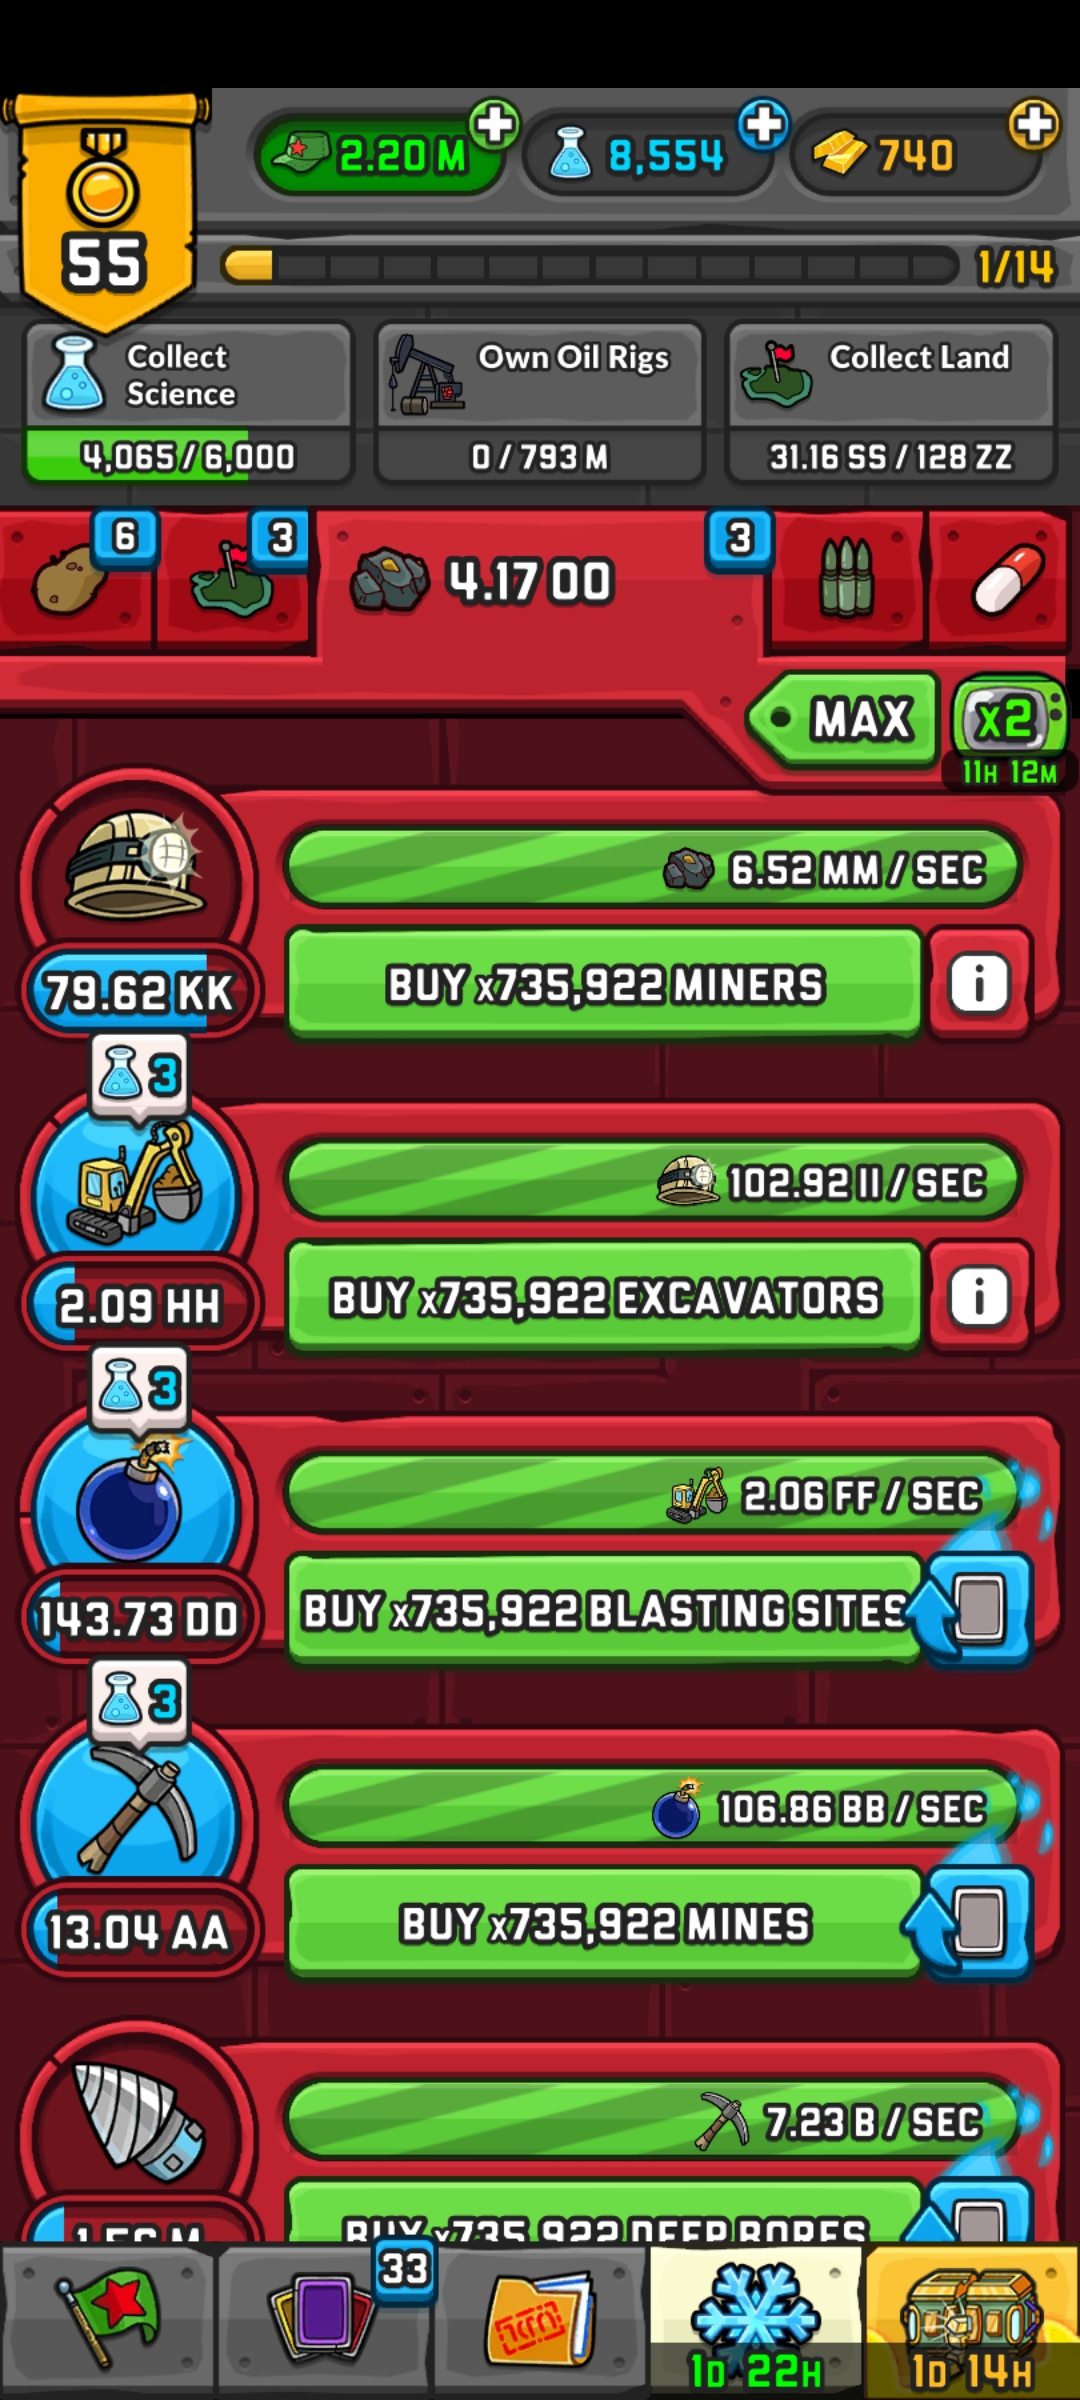 55
2.20 M
8,554
740
1/14
Collect
Science
4,065/6,000
Own Oil Rigs
0/793 M
Collect Land
31.16 SS/128 ZZ
6
3
4.17 OO
3
MAX
x2
11H 12M
6.52 MM/SEC
79.62 KK
BUY x735,922 MINERS
i
3
102.92 II/SEC
2.09 HH
BUY x735,922 EXCAVATORS
i
3
2.06 FF/SEC
143.73 DD
BUY x735,922 BLASTING SITES
3
106.86 BB/SEC
13.04 AA
BUY x735,922 MINES
7.23 B/SEC
BUY x735,922 DEEP BORES
33
1D 22H
1D 14H